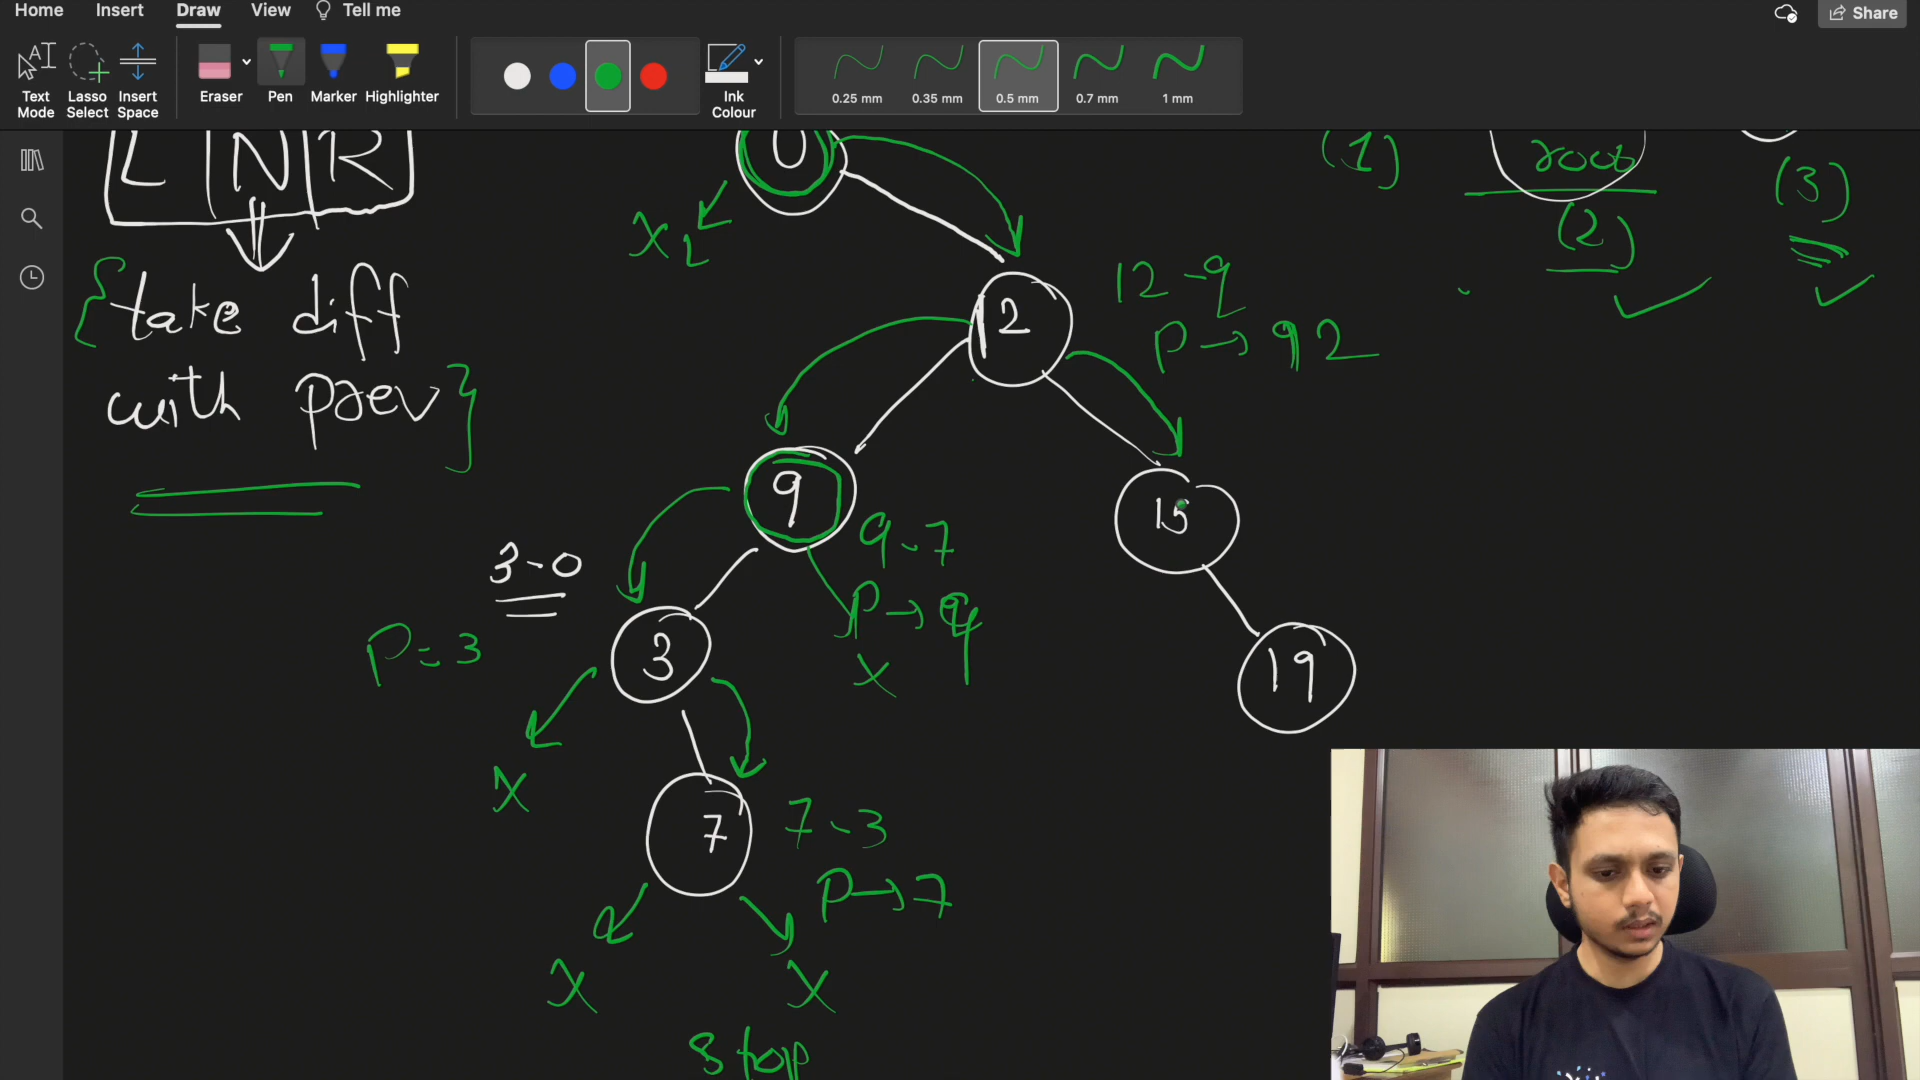 Home Insert Draw View Tell me
Share
Text Mode
Lasso Select
Insert Space
Eraser
Pen
Marker
Highlighter
Ink Colour
0.25 mm
0.35 mm
0.5 mm
0.7 mm
1 mm
L N R
{take diff
with prev}
0
X
12
12-9
P→ 12
9
9-7
P→9
X
3-0
P=3
3
X
7
7-3
P→7
X
X
Stop
15
19
(1)
root
(2)
(3)